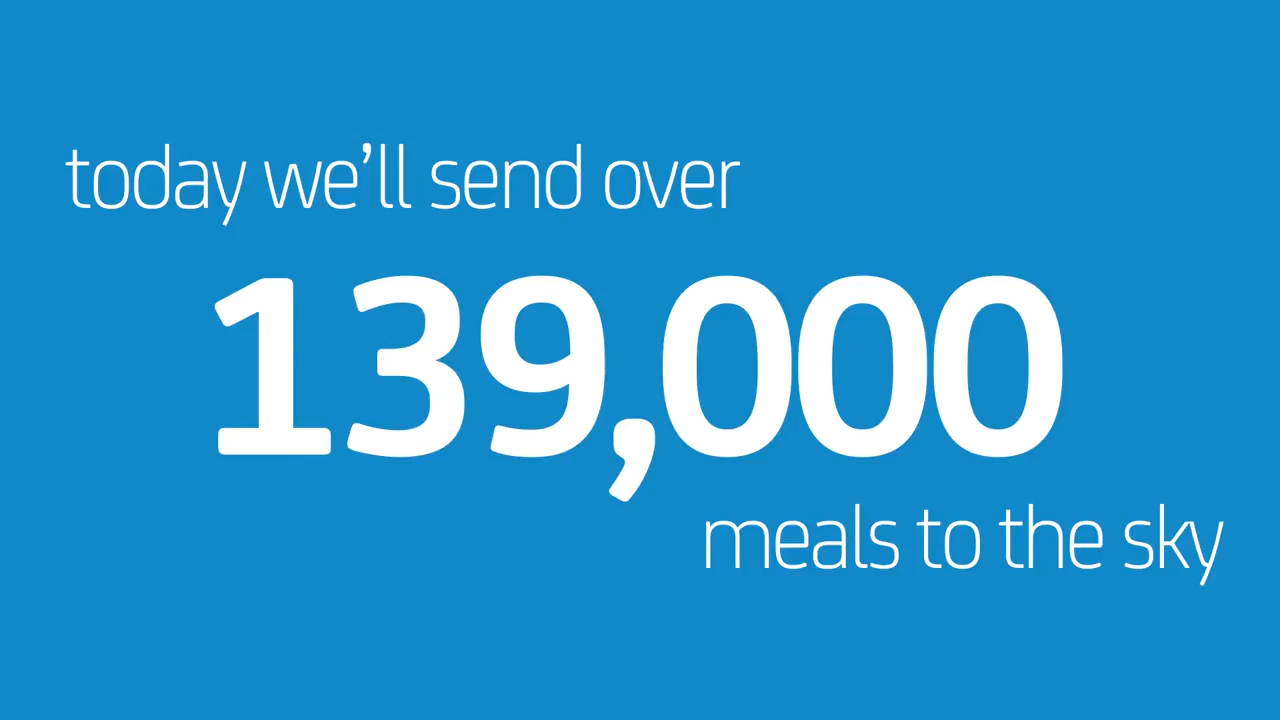 today we’ll send over
139,000
meals to the sky